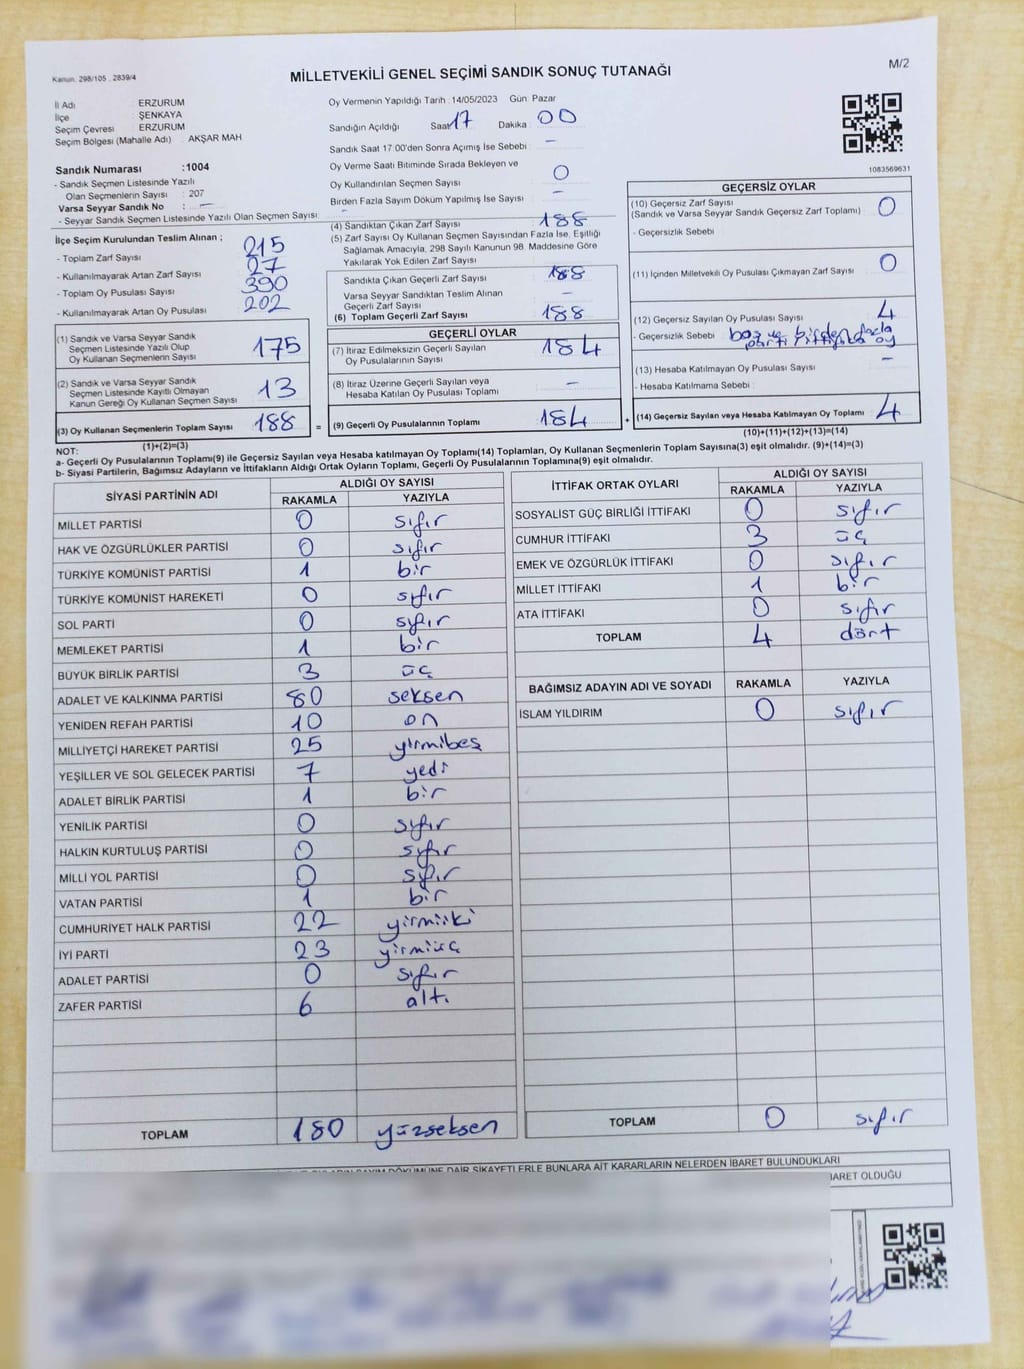 Kanun. 298/105 , 2839/4
MİLLETVEKİLİ GENEL SEÇİMİ SANDIK SONUÇ TUTANAĞI
M/2
İl Adı : ERZURUM
İlçe : ŞENKAYA
Seçim Çevresi : ERZURUM
Seçim Bölgesi (Mahalle Adı) : AKŞAR MAH
Sandık Numarası :1004
- Sandık Seçmen Listesinde Yazılı
Olan Seçmenlerin Sayısı : 207
Varsa Seyyar Sandık No : —
- Seyyar Sandık Seçmen Listesinde Yazılı Olan Seçmen Sayısı: —
Oy Vermenin Yapıldığı Tarih :14/05/2023 Gün: Pazar
Sandığın Açıldığı Saat 17 Dakika 00
Sandık Saat 17:00'den Sonra Açımış İse Sebebi : —
Oy Verme Saati Bitiminde Sırada Bekleyen ve
Oy Kullandırılan Seçmen Sayısı : 0
Birden Fazla Sayım Döküm Yapılmış İse Sayısı : —
1083569631
İlçe Seçim Kurulundan Teslim Alınan ;
- Toplam Zarf Sayısı : 215
- Kullanılmayarak Artan Zarf Sayısı : 27
- Toplam Oy Pusulası Sayısı : 390
- Kullanılmayarak Artan Oy Pusulası : 202
(4) Sandıktan Çıkan Zarf Sayısı : 188
(5) Zarf Sayısı Oy Kullanan Seçmen Sayısından Fazla İse, Eşitliği
Sağlamak Amacıyla, 298 Sayılı Kanunun 98. Maddesine Göre
Yakılarak Yok Edilen Zarf Sayısı :
Sandıkta Çıkan Geçerli Zarf Sayısı : 188
Varsa Seyyar Sandıktan Teslim Alınan
Geçerli Zarf Sayısı : —
(6) Toplam Geçerli Zarf Sayısı : 188
GEÇERSİZ OYLAR
(10) Geçersiz Zarf Sayısı : 0
(Sandık ve Varsa Seyyar Sandık Geçersiz Zarf Toplamı)
- Geçersizlik Sebebi :
(11) İçinden Milletvekili Oy Pusulası Çıkmayan Zarf Sayısı : 0
(12) Geçersiz Sayılan Oy Pusulası Sayısı : 4
- Geçersizlik Sebebi : boş ve birden fazla
oy
(13) Hesaba Katılmayan Oy Pusulası Sayısı : —
- Hesaba Katılmama Sebebi :
(14) Geçersiz Sayılan veya Hesaba Katılmayan Oy Toplamı : 4
(10)+(11)+(12)+(13)=(14)
(1) Sandık ve Varsa Seyyar Sandık
Seçmen Listesinde Yazılı Olup
Oy Kullanan Seçmenlerin Sayısı : 175
(2) Sandık ve Varsa Seyyar Sandık
Seçmen Listesinde Kayıtlı Olmayan
Kanun Gereği Oy Kullanan Seçmen Sayısı : 13
(3) Oy Kullanan Seçmenlerin Toplam Sayısı : 188 =
(1)+(2)=(3)
GEÇERLİ OYLAR
(7) İtiraz Edilmeksizin Geçerli Sayılan
Oy Pusulalarının Sayısı : 184
(8) İtiraz Üzerine Geçerli Sayılan veya
Hesaba Katılan Oy Pusulası Toplamı : —
(9) Geçerli Oy Pusulalarının Toplamı : 184 +
NOT:
a- Geçerli Oy Pusulasının Toplamı(9) ile Geçersiz Sayılan veya Hesaba katılmayan Oy Toplamı(14) Toplamları, Oy Kullanan Seçmenlerin Toplam Sayısına(3) eşit olmalıdır. (9)+(14)=(3)
b- Siyasi Partilerin, Bağımsız Adayların ve İttifakların Aldığı Ortak Oyların Toplamı, Geçerli Oy Pusulalarının Toplamına(9) eşit olmalıdır.
SİYASİ PARTİNİN ADI ALDIĞI OY SAYISI
RAKAMLA YAZIYLA
MİLLET PARTİSİ 0 sıfır
HAK VE ÖZGÜRLÜKLER PARTİSİ 0 sıfır
TÜRKİYE KOMÜNİST PARTİSİ 1 bir
TÜRKİYE KOMÜNİST HAREKETİ 0 sıfır
SOL PARTİ 0 sıfır
MEMLEKET PARTİSİ 1 bir
BÜYÜK BİRLİK PARTİSİ 3 üç
ADALET VE KALKINMA PARTİSİ 80 seksen
YENİDEN REFAH PARTİSİ 10 on
MİLLİYETÇİ HAREKET PARTİSİ 25 yirmibeş
YEŞİLLER VE SOL GELECEK PARTİSİ 7 yedi
ADALET BİRLİK PARTİSİ 1 bir
YENİLİK PARTİSİ 0 sıfır
HALKIN KURTULUŞ PARTİSİ 0 sıfır
MİLLİ YOL PARTİSİ 0 sıfır
VATAN PARTİSİ 1 bir
CUMHURİYET HALK PARTİSİ 22 yirmiiki
İYİ PARTİ 23 yirmiüç
ADALET PARTİSİ 0 sıfır
ZAFER PARTİSİ 6 altı
TOPLAM 180 yüzseksen
İTTİFAK ORTAK OYLARI ALDIĞI OY SAYISI
RAKAMLA YAZIYLA
SOSYALİST GÜÇ BİRLİĞİ İTTİFAKI 0 sıfır
CUMHUR İTTİFAKI 3 üç
EMEK VE ÖZGÜRLÜK İTTİFAKI 0 sıfır
MİLLET İTTİFAKI 1 bir
ATA İTTİFAKI 0 sıfır
TOPLAM 4 dört
BAĞIMSIZ ADAYIN ADI VE SOYADI RAKAMLA YAZIYLA
İSLAM YILDIRIM 0 sıfır
TOPLAM 0 sıfır
SAYIM DÖKÜMÜNE DAİR ŞİKAYETLERLE BUNLARA AİT KARARLARIN NELERDEN İBARET BULUNDUKLARI
İBARET OLDUĞU